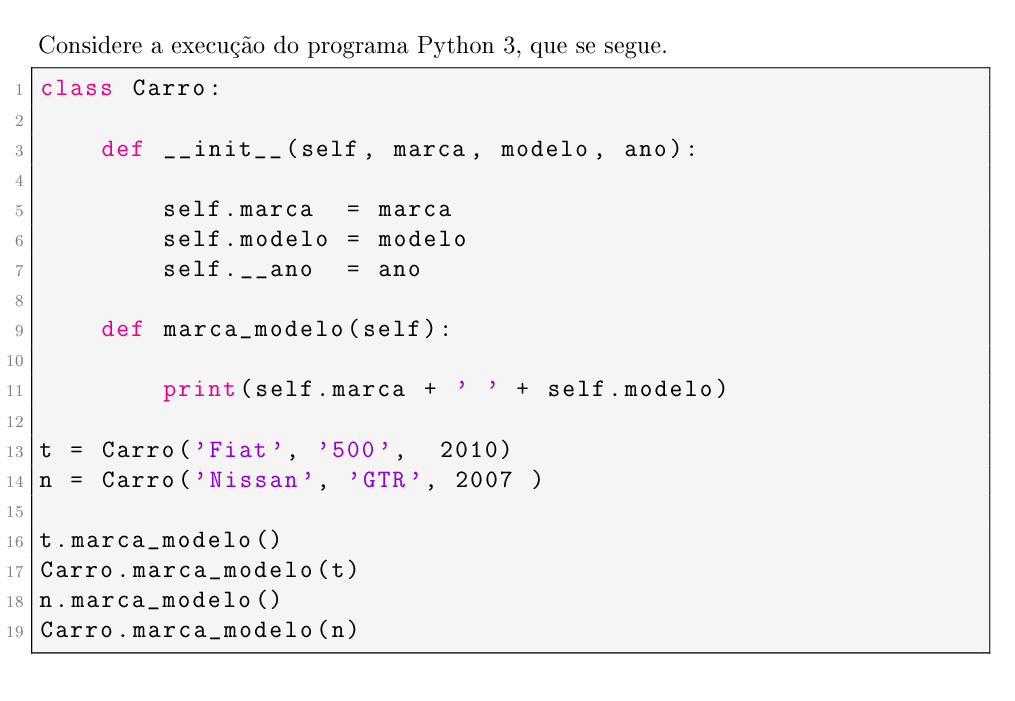 Considere a execução do programa Python 3, que se segue.
1 class Carro:
2
3     def __init__(self, marca, modelo, ano):
4
5         self.marca  = marca
6         self.modelo = modelo
7         self.__ano  = ano
8
9     def marca_modelo(self):
10
11         print(self.marca + ' ' + self.modelo)
12
13 t = Carro('Fiat', '500',  2010)
14 n = Carro('Nissan', 'GTR', 2007 )
15
16 t.marca_modelo()
17 Carro.marca_modelo(t)
18 n.marca_modelo()
19 Carro.marca_modelo(n)